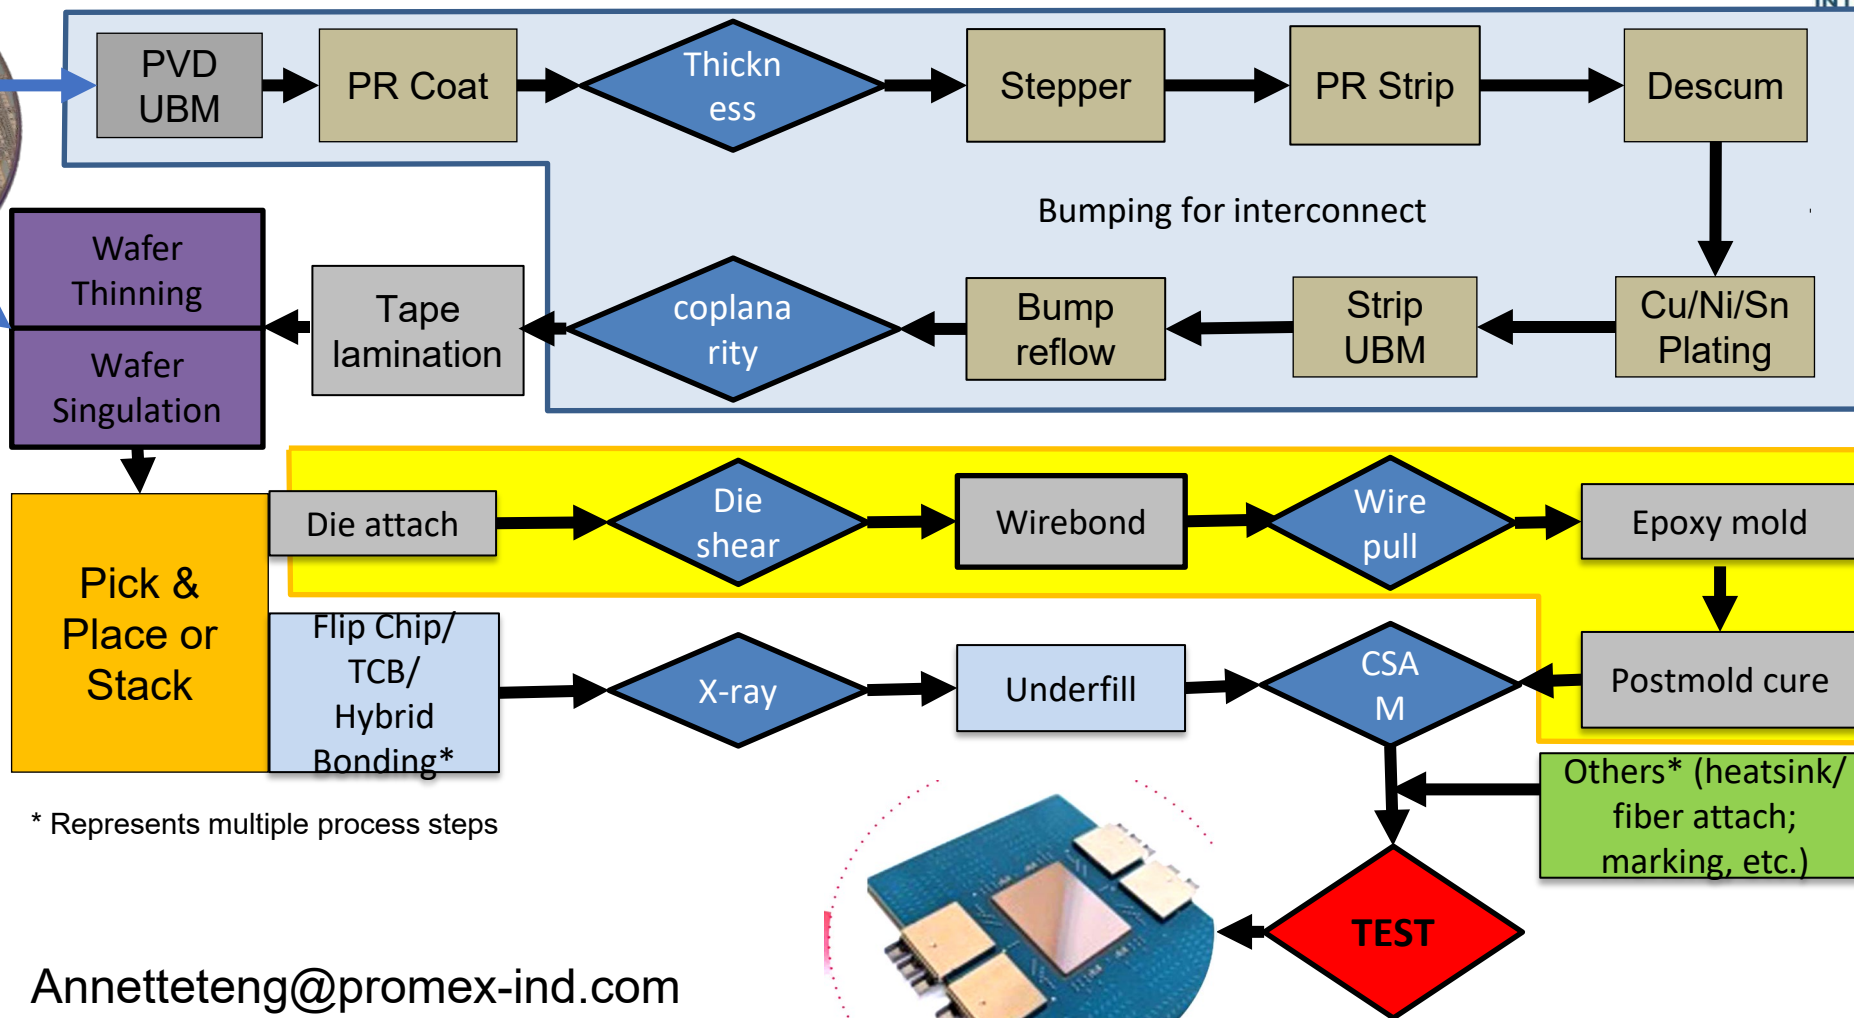 PVD
UBM
PR Coat
Thickn
ess
Stepper
PR Strip
Descum
Bumping for interconnect
Wafer
Thinning
Tape
lamination
coplana
rity
Bump
reflow
Strip
UBM
Cu/Ni/Sn
Plating
Wafer
Singulation
Die attach
Die
shear
Wirebond
Wire
pull
Epoxy mold
Pick &
Place or
Stack
Flip Chip/
TCB/
Hybrid
Bonding*
X-ray
Underfill
CSA
M
Postmold cure
Others* (heatsink/
fiber attach;
marking, etc.)
* Represents multiple process steps
TEST
Annetteteng@promex-ind.com